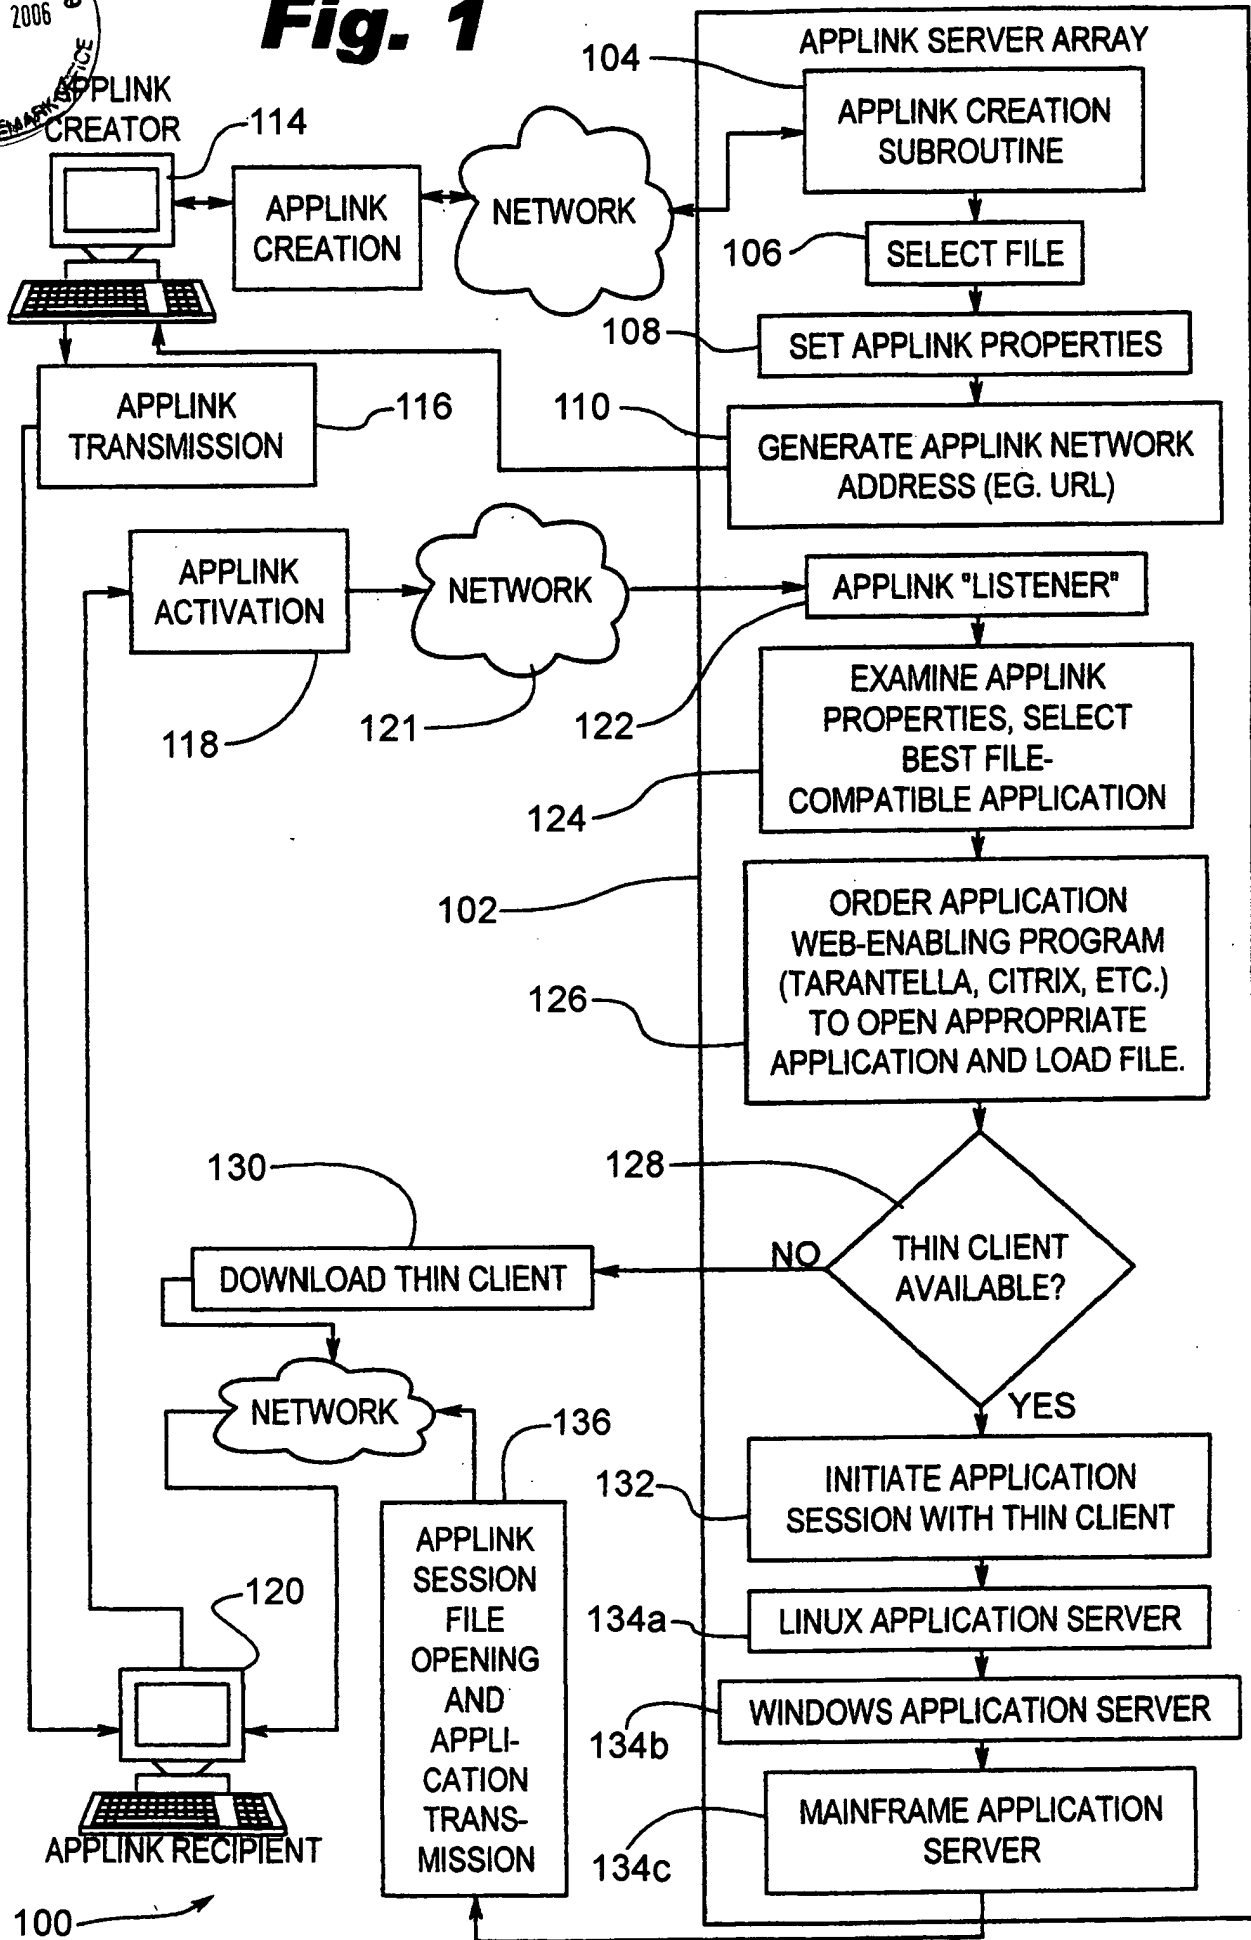 2006
Fig. 1
APPLINK SERVER ARRAY
104
APPLINK
CREATOR
114
APPLINK
CREATION
NETWORK
APPLINK CREATION
SUBROUTINE
106
SELECT FILE
108
SET APPLINK PROPERTIES
APPLINK
TRANSMISSION
116
110
GENERATE APPLINK NETWORK
ADDRESS (EG. URL)
APPLINK
ACTIVATION
118
NETWORK
121
APPLINK "LISTENER"
122
EXAMINE APPLINK
PROPERTIES, SELECT
BEST FILE-
COMPATIBLE APPLICATION
124
102
ORDER APPLICATION
WEB-ENABLING PROGRAM
(TARANTELLA, CITRIX, ETC.)
TO OPEN APPROPRIATE
APPLICATION AND LOAD FILE.
126
128
THIN CLIENT
AVAILABLE?
NO
YES
130
DOWNLOAD THIN CLIENT
NETWORK
136
APPLINK
SESSION
FILE
OPENING
AND
APPLI-
CATION
TRANS-
MISSION
132
INITIATE APPLICATION
SESSION WITH THIN CLIENT
134a
LINUX APPLICATION SERVER
WINDOWS APPLICATION SERVER
134b
MAINFRAME APPLICATION
SERVER
134c
120
APPLINK RECIPIENT
100